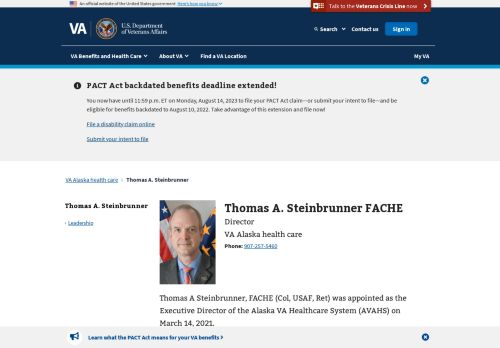 An official website of the United States government Here's how you know
Talk to the Veterans Crisis Line now
VA
U.S. Department
of Veterans Affairs
Search
Contact us
Sign in
VA Benefits and Health Care
About VA
Find a VA Location
My VA
PACT Act backdated benefits deadline extended!
You now have until 11:59 p.m. ET on Monday, August 14, 2023 to file your PACT Act claim—or submit your intent to file—and be
eligible for benefits backdated to August 10, 2022. Take advantage of this extension and file now!
File a disability claim online
Submit your intent to file
VA Alaska health care › Thomas A. Steinbrunner
Thomas A. Steinbrunner
› Leadership
Thomas A. Steinbrunner FACHE
Director
VA Alaska health care
Phone: 907-257-5460
Thomas A Steinbrunner, FACHE (Col, USAF, Ret) was appointed as the
Executive Director of the Alaska VA Healthcare System (AVAHS) on
March 14, 2021.
Learn what the PACT Act means for your VA benefits